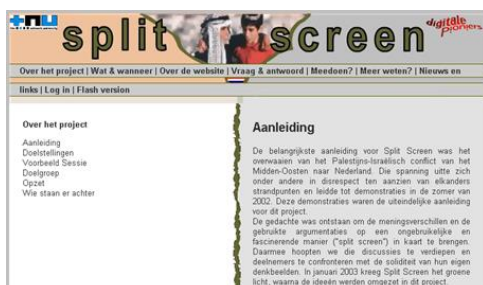 +nu
split screen
digitale
Pioniers
Over het project | Wat & wanneer | Over de website | Vraag & antwoord | Meedoen? | Meer weten? | Nieuws en
links | Log in | Flash version
Over het project
Aanleiding
Doelstellingen
Voorbeeld Sessie
Doelgroep
Opzet
Wie staan er achter
Aanleiding
De belangrijkste aanleiding voor Split Screen was het
overwaaien van het Palestijns-Israëlisch conflict van het
Midden-Oosten naar Nederland. Die spanning uitte zich
onder andere in disrespect ten aanzien van elkanders
strandpunten en leidde tot demonstraties in de zomer van
2002. Deze demonstraties waren de uiteindelijke aanleiding
voor dit project.
De gedachte was ontstaan om de meningsverschillen en de
gebruikte argumentaties op een ongebruikelijke en
fascinerende manier ("split screen") in kaart te brengen.
Daarmee hoopten we die discussies te verdiepen en
deelnemers te confronteren met de soliditeit van hun eigen
denkbeelden. In januari 2003 kreeg Split Screen het groene
licht, waarna de ideeën werden omgezet in dit project.